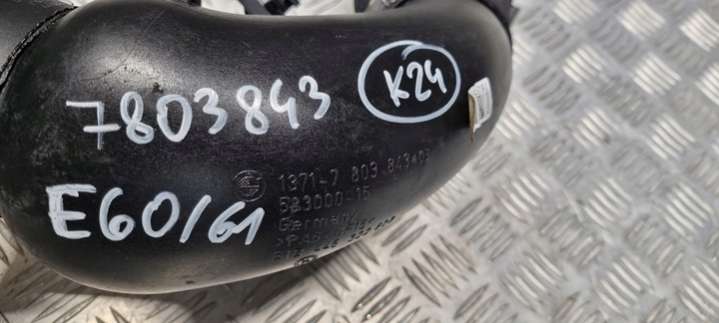 7803843
K24
E60/61
1371-7 803 843
583000-15
Germany